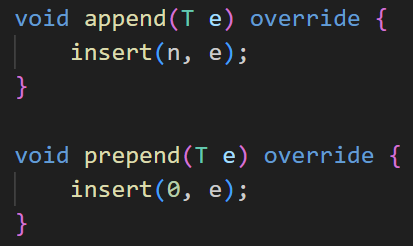 void append(T e) override {
    insert(n, e);
}

void prepend(T e) override {
    insert(0, e);
}